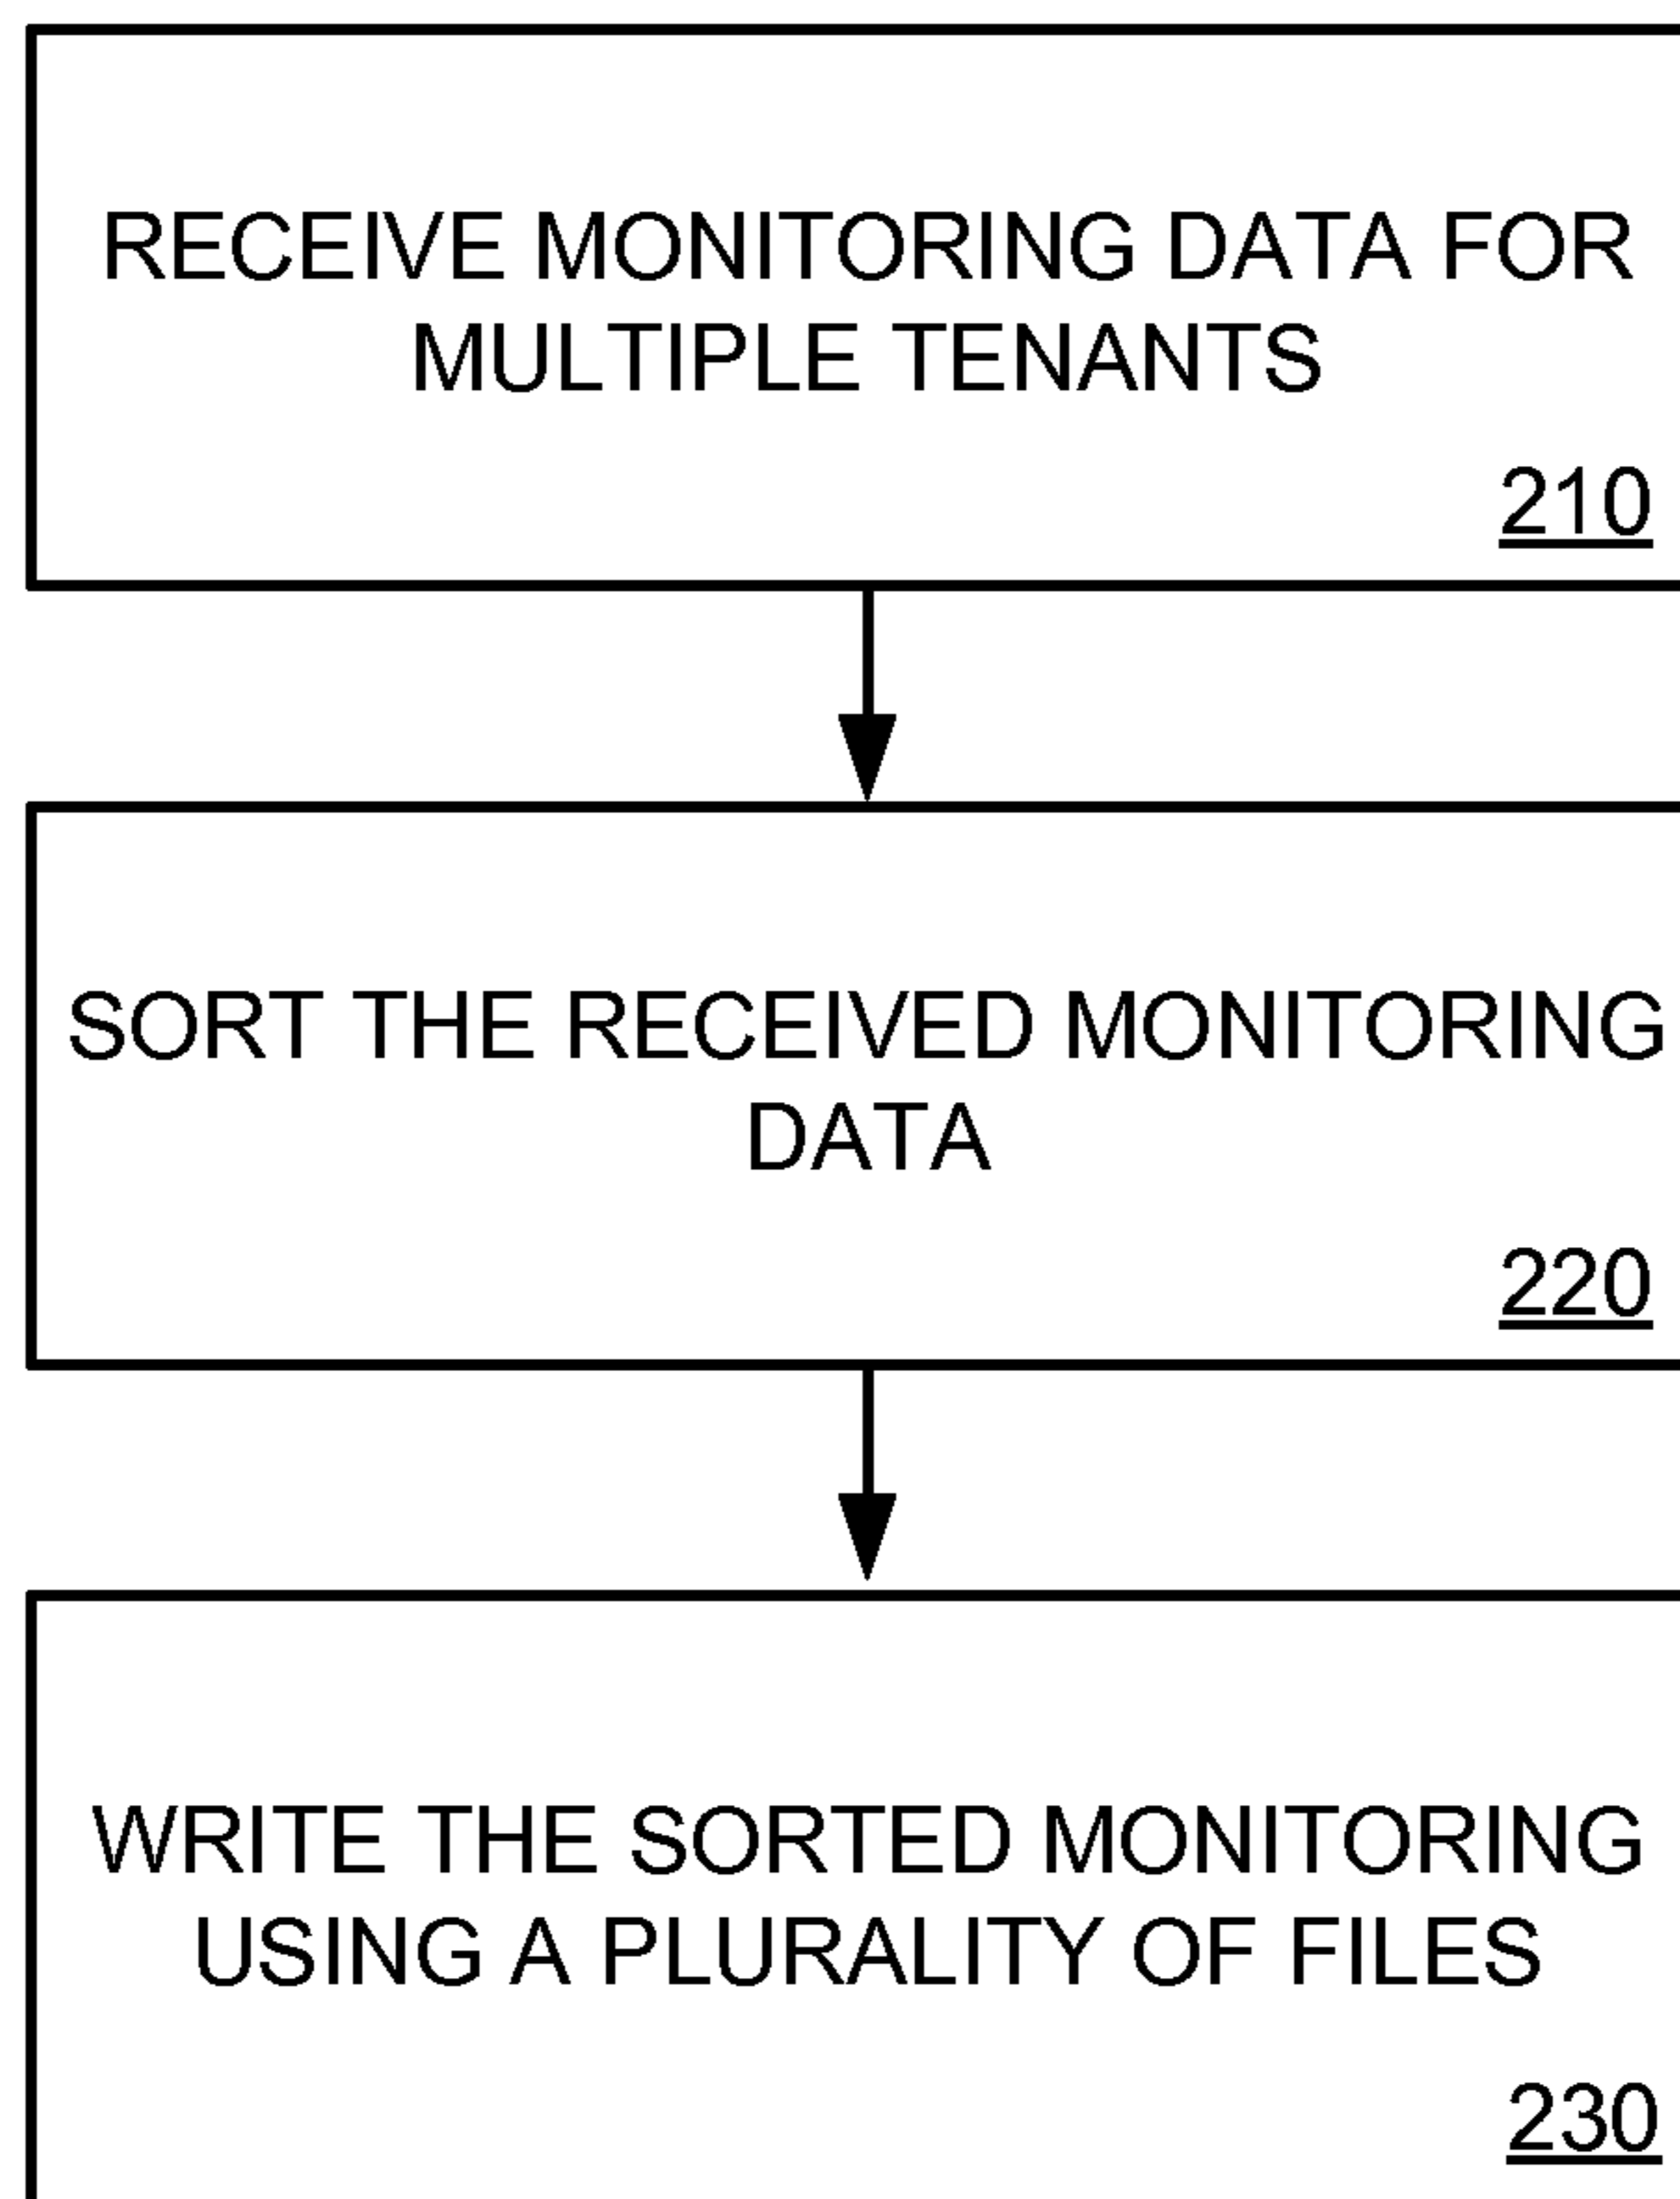 RECEIVE MONITORING DATA FOR
MULTIPLE TENANTS
210
SORT THE RECEIVED MONITORING
DATA
220
WRITE THE SORTED MONITORING
USING A PLURALITY OF FILES
230